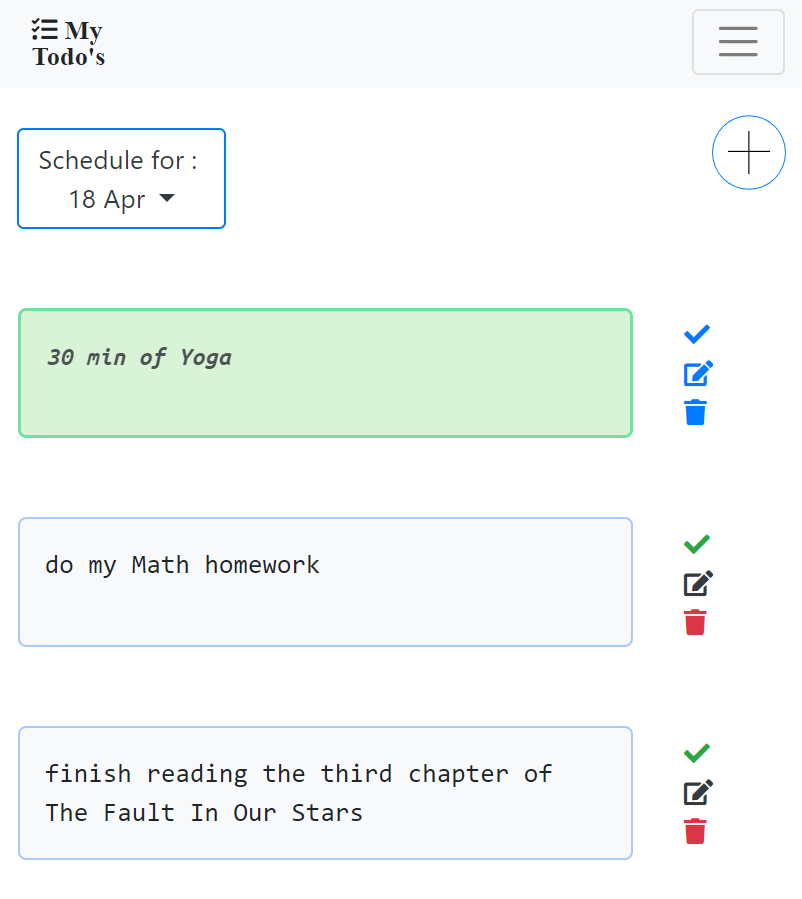 My
Todo's
Schedule for :
18 Apr
30 min of Yoga
do my Math homework
finish reading the third chapter of
The Fault In Our Stars